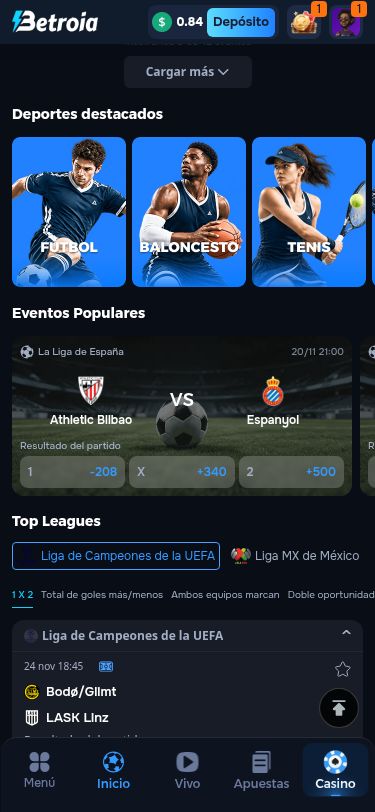 Betroia
$ 0.84 Depósito 1 1
Cargar más
Deportes destacados
FÚTBOL BALONCESTO TENIS
Eventos Populares
La Liga de España 20/11 21:00
VS
Athletic Bilbao Espanyol
Resultado del partido
1 -208 X +340 2 +500
Top Leagues
Liga de Campeones de la UEFA Liga MX de México
1 X 2 Total de goles más/menos Ambos equipos marcan Doble oportunidad
Liga de Campeones de la UEFA
24 nov 18:45
Bodø/Glimt
LASK Linz
Menú Inicio Vivo Apuestas Casino